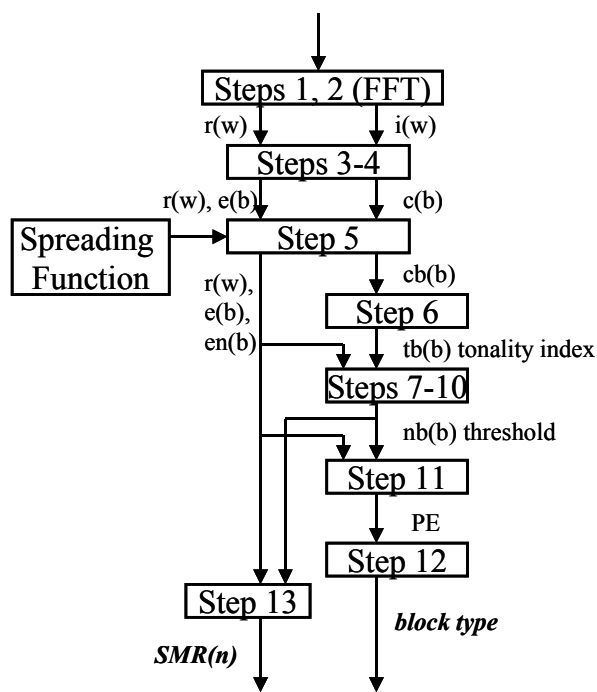 Steps 1, 2 (FFT)
r(w)
i(w)
Steps 3-4
r(w), e(b)
c(b)
Spreading
Function
Step 5
r(w),
e(b),
en(b)
cb(b)
Step 6
tb(b) tonality index
Steps 7-10
nb(b) threshold
Step 11
PE
Step 12
Step 13
block type
SMR(n)